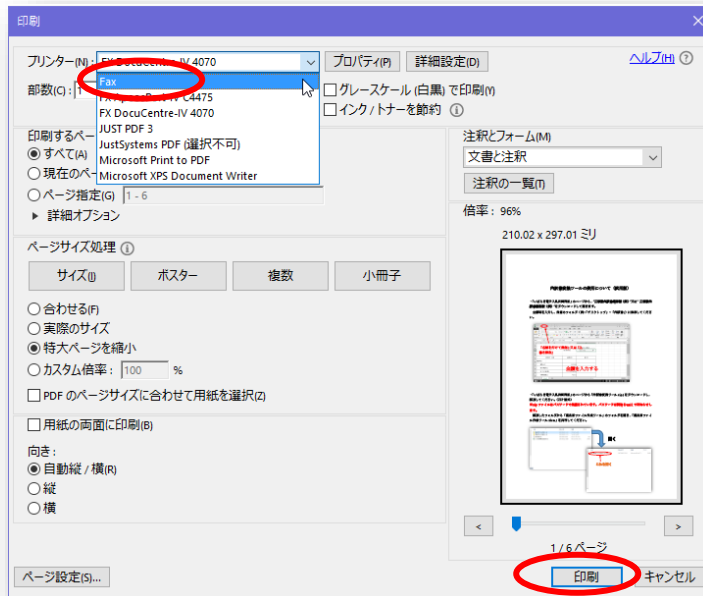 印刷
プリンター(N): FX DocuCentre-IV 4070 プロパティ(P) 詳細設定(D) ヘルプ(H)
Fax
部数(C): 1 グレースケール (白黒) で印刷(Y)
FX DocuCentre-IV 4070 インク / トナーを節約
JUST PDF 3
印刷するペー JustSystems PDF (選択不可) 注釈とフォーム(M)
すべて(A) Microsoft Print to PDF 文書と注釈
現在のペー Microsoft XPS Document Writer
ページ指定(G) 1 - 6 注釈の一覧(T)
詳細オプション
倍率: 96%
210.02 x 297.01 ミリ
ページサイズ処理
サイズ(I) ポスター 複数 小冊子
合わせる(F)
実際のサイズ
特大ページを縮小
カスタム倍率: 100 %
PDF のページサイズに合わせて用紙を選択(Z)
用紙の両面に印刷(B)
向き:
自動縦 / 横(R)
縦
横
点数を入力する
開く
< >
1 / 6 ページ
ページ設定(S)... 印刷 キャンセル